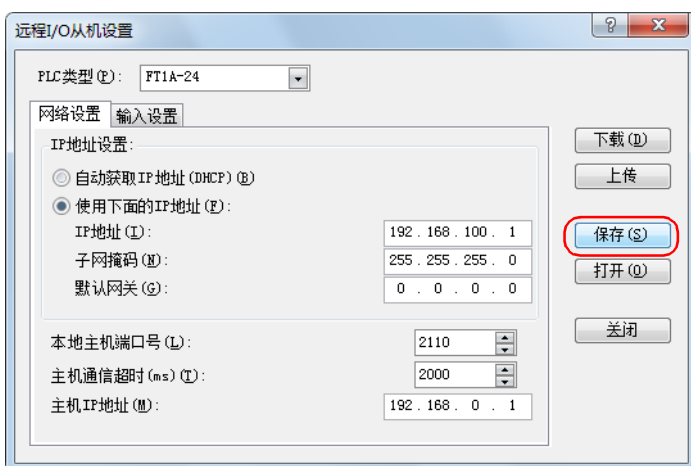 远程I/O从机设置
PLC类型(P): FT1A-24
网络设置 输入设置
IP地址设置:
自动获取IP地址(DHCP)(B)
使用下面的IP地址(F):
IP地址(I): 192 . 168 . 100 . 1
子网掩码(N): 255 . 255 . 255 . 0
默认网关(G): 0 . 0 . 0 . 0
本地主机端口号(L): 2110
主机通信超时(ms)(T): 2000
主机IP地址(M): 192 . 168 . 0 . 1
下载(D)
上传
保存(S)
打开(O)
关闭